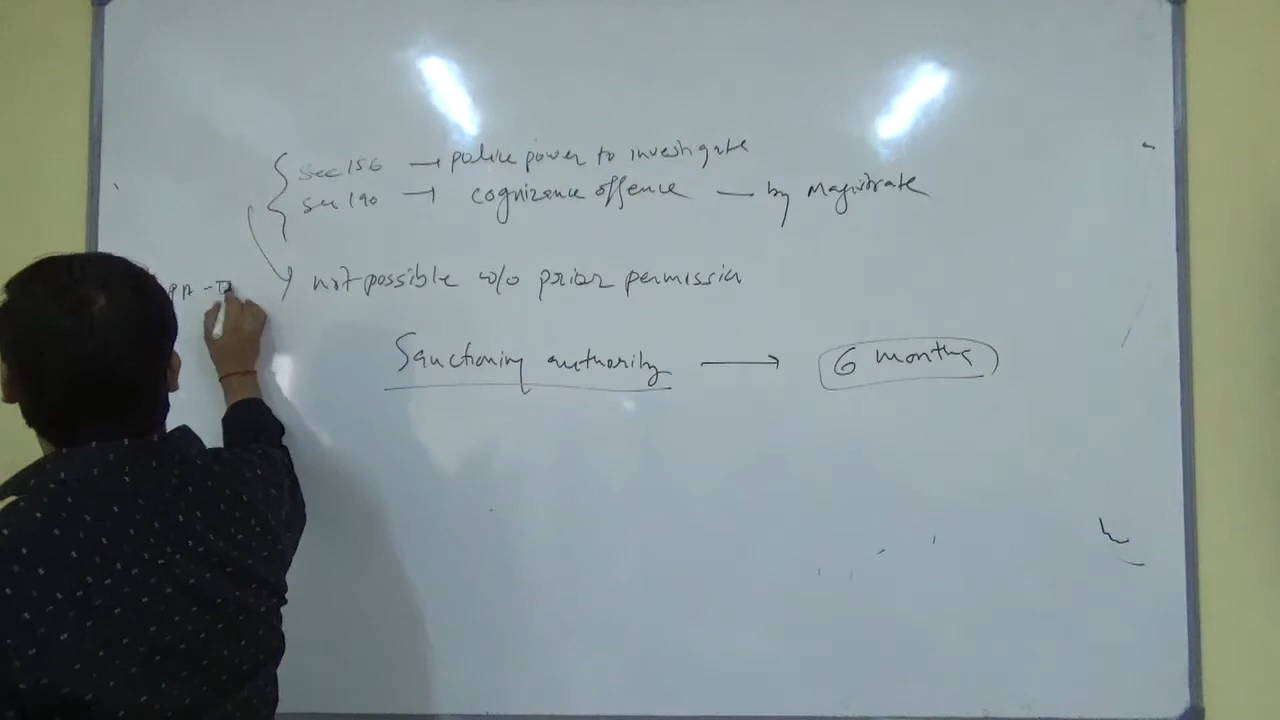 sec 156 → police power to investigate
sec 190 → cognizence offence — by Magistrate
not possible w/o prior permission
Sanctioning authority → 6 months